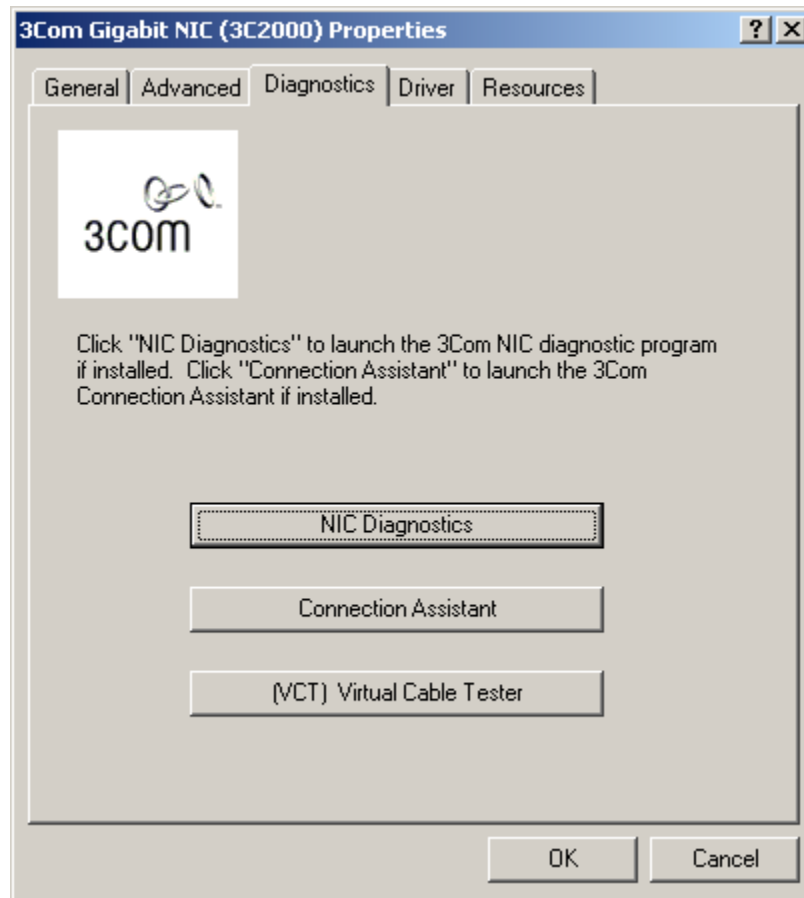 3Com Gigabit NIC (3C2000) Properties
General Advanced Diagnostics Driver Resources
3COM
Click "NIC Diagnostics" to launch the 3Com NIC diagnostic program
if installed. Click "Connection Assistant" to launch the 3Com
Connection Assistant if installed.
NIC Diagnostics
Connection Assistant
(VCT) Virtual Cable Tester
OK Cancel